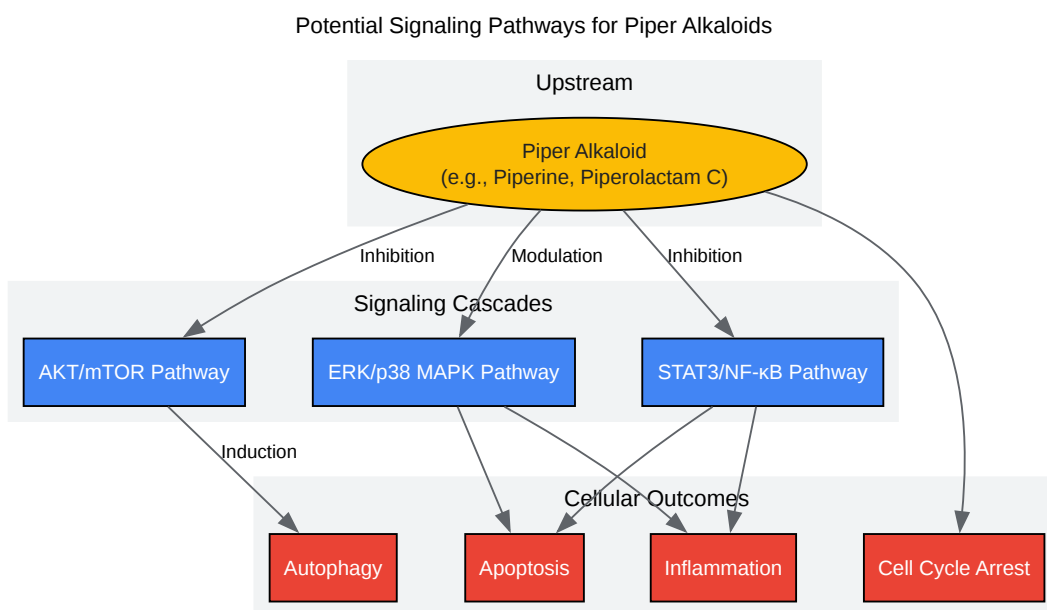 Potential Signaling Pathways for Piper Alkaloids
Upstream
Piper Alkaloid
(e.g., Piperine, Piperolactam C)
Inhibition
Modulation
Inhibition
Signaling Cascades
AKT/mTOR Pathway
ERK/p38 MAPK Pathway
STAT3/NF-κB Pathway
Induction
Cellular Outcomes
Autophagy
Apoptosis
Inflammation
Cell Cycle Arrest